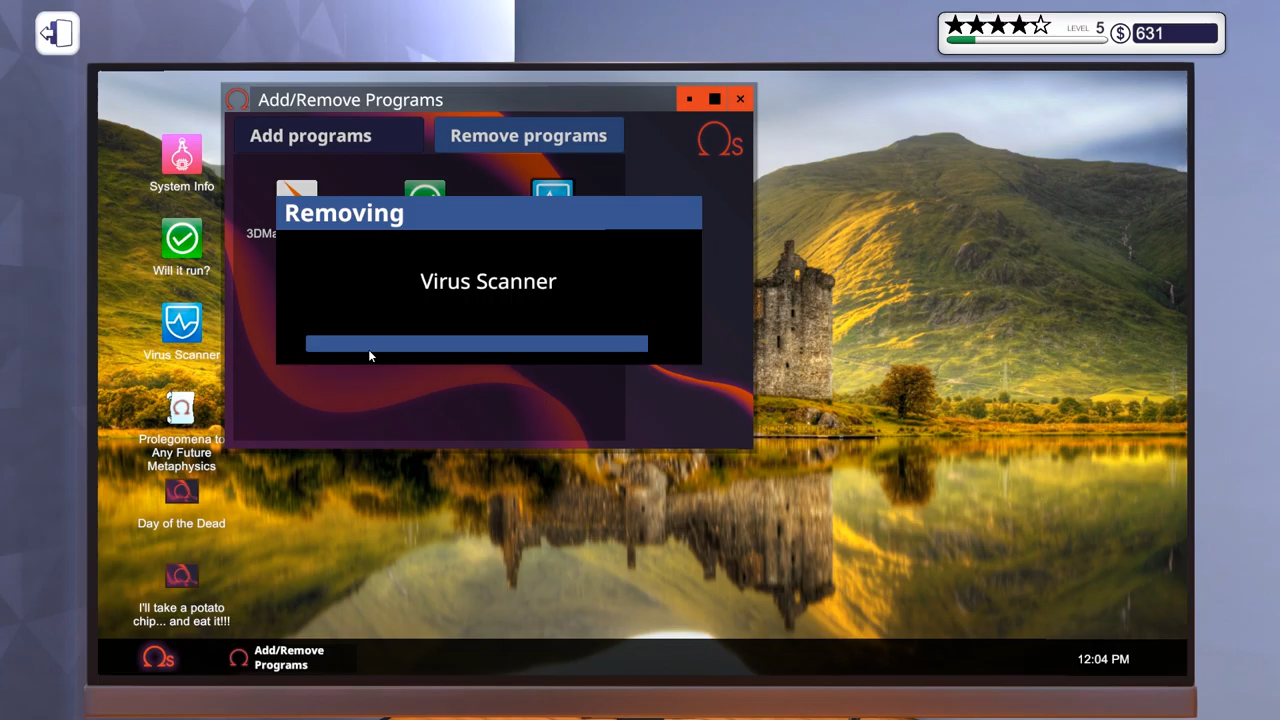 LEVEL 5
$ 631
Add/Remove Programs
Add programs
Remove programs
System Info
Will it run?
Virus Scanner
Prolegomena to
Any Future
Metaphysics
Day of the Dead
I'll take a potato
chip... and eat it!!!
Removing
Virus Scanner
Add/Remove
Programs
12:04 PM